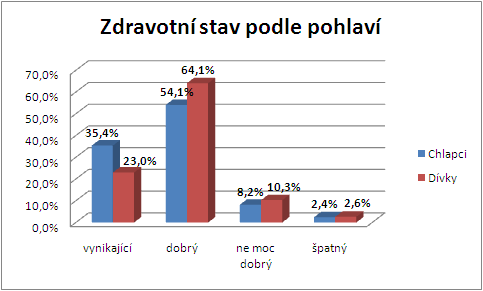 Zdravotní stav podle pohlaví
70,0%
60,0%
50,0%
40,0%
30,0%
20,0%
10,0%
0,0%
35,4%
23,0%
54,1%
64,1%
8,2%
10,3%
2,4%
2,6%
vynikající
dobrý
ne moc
dobrý
špatný
Chlapci
Dívky